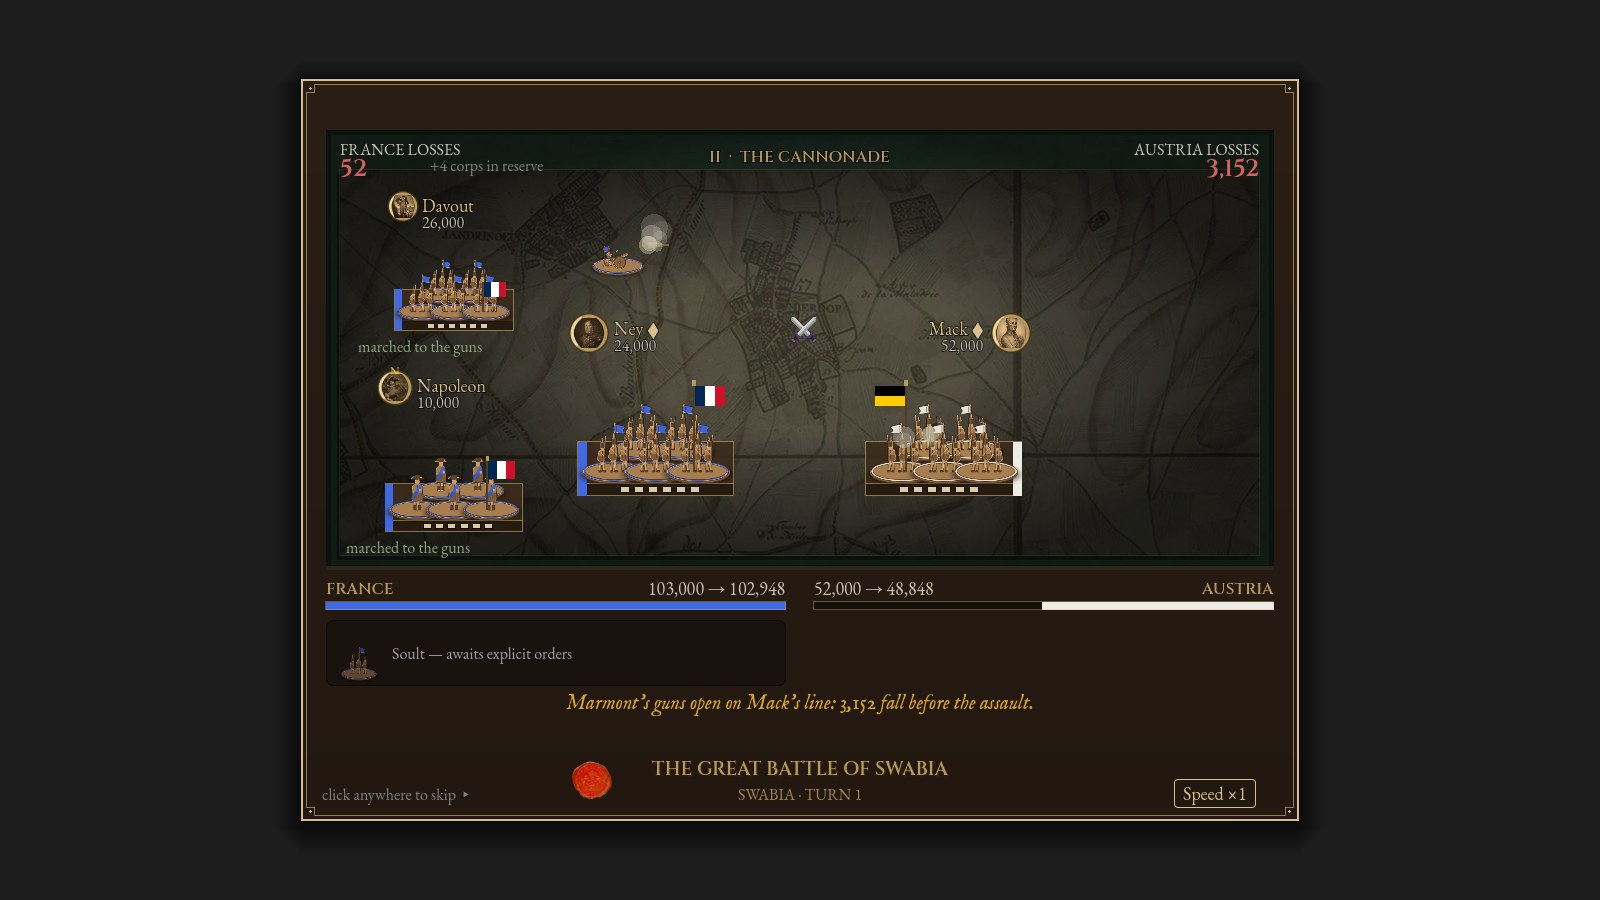 FRANCE LOSSES
52
+4 corps in reserve
II · THE CANNONADE
AUSTRIA LOSSES
3,152
Davout
26,000
marched to the guns
Napoleon
10,000
marched to the guns
Ney
24,000
Mack
52,000
FRANCE
103,000 → 102,948
52,000 → 48,848
AUSTRIA
Soult — awaits explicit orders
Marmont's guns open on Mack's line: 3,152 fall before the assault.
THE GREAT BATTLE OF SWABIA
SWABIA · TURN 1
click anywhere to skip ▸
Speed ×1